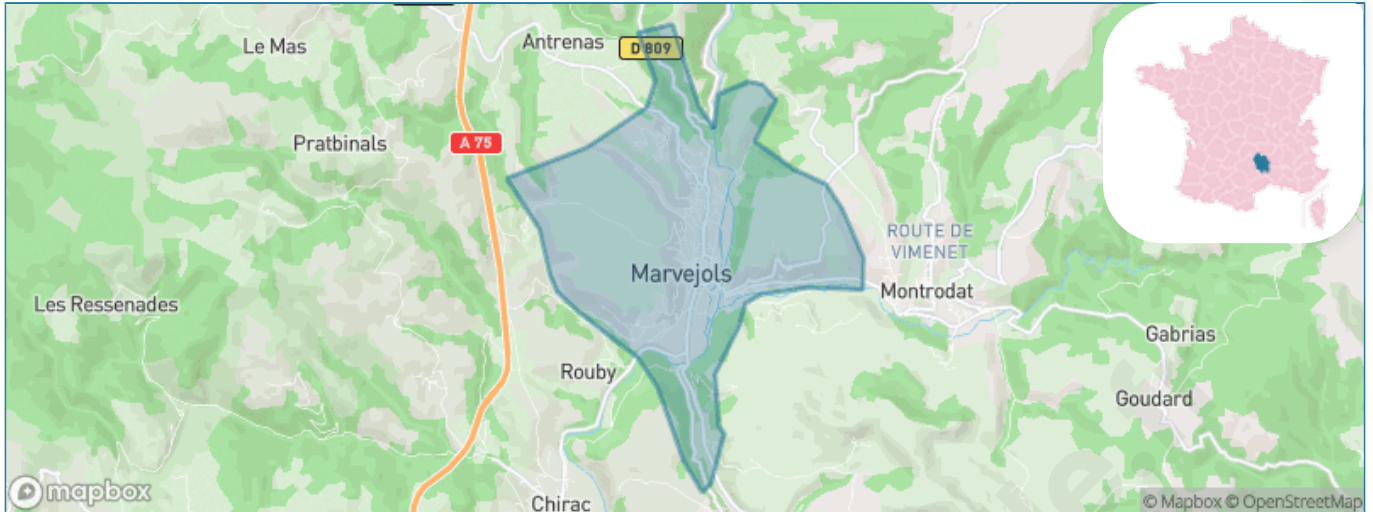 Le Mas
Antrenas
D 809
Pratbinals
A 75
ROUTE DE
VIMENET
Marvejols
Montrodat
Les Ressenades
Gabrias
Rouby
Goudard
Chirac
mapbox
© Mapbox © OpenStreetMap